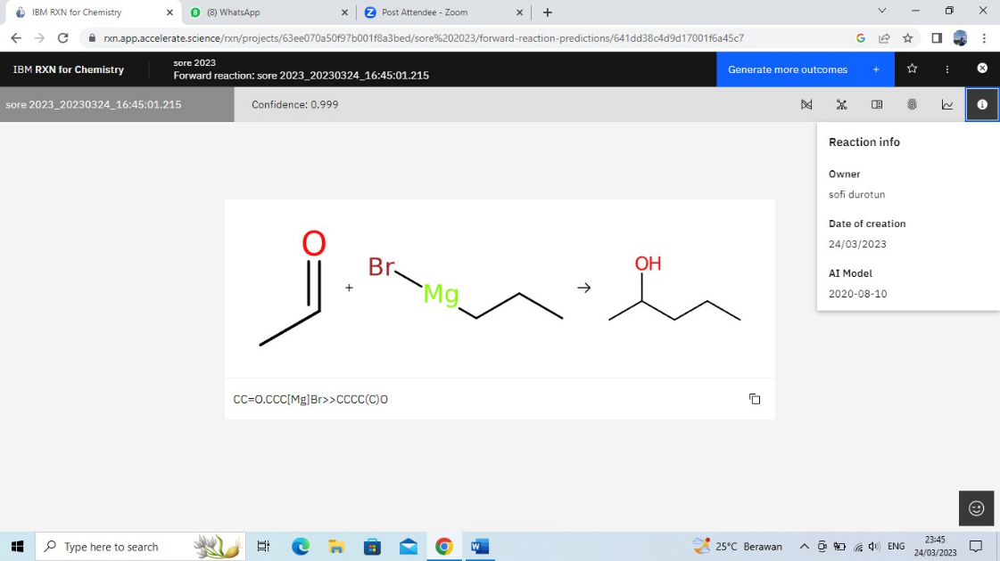 IBM RXN for Chemistry
(8) WhatsApp
Post Attendee - Zoom
rxn.app.accelerate.science/rxn/projects/63ee070a50f97b001f8a3bed/sore%202023/forward-reaction-predictions/641dd38c4d9d17001f6a45c7
IBM RXN for Chemistry
sore 2023
Forward reaction: sore 2023_20230324_16:45:01.215
Generate more outcomes +
sore 2023_20230324_16:45:01.215
Confidence: 0.999
Reaction info
Owner
sofi durotun
Date of creation
24/03/2023
AI Model
2020-08-10
O
Br
Mg
+
OH
CC=O.CCC[Mg]Br>>CCCC(C)O
Type here to search
25°C Berawan
ENG
23:45
24/03/2023